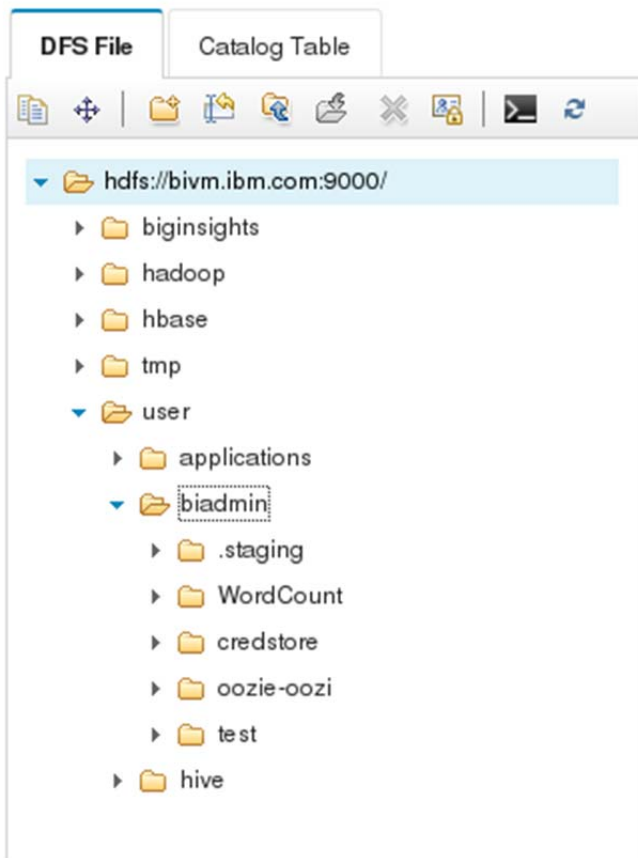 DFS File
Catalog Table
hdfs://bivm.ibm.com:9000/
biginsights
hadoop
hbase
tmp
user
applications
biadmin
.staging
WordCount
credstore
oozie-oozi
test
hive